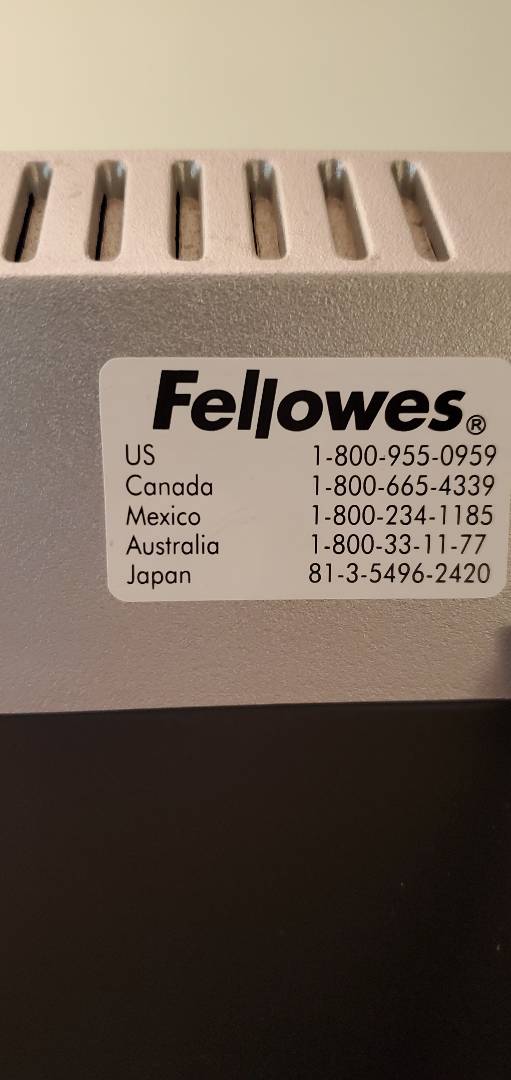 Fellowes®
US 1-800-955-0959
Canada 1-800-665-4339
Mexico 1-800-234-1185
Australia 1-800-33-11-77
Japan 81-3-5496-2420